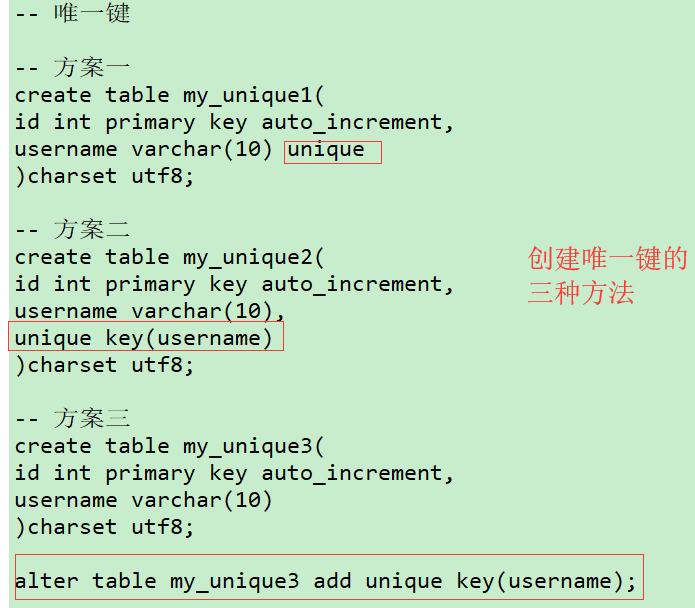 -- 唯一键
-- 方案一
create table my_unique1(
id int primary key auto_increment,
username varchar(10) unique
)charset utf8;
-- 方案二
create table my_unique2(
id int primary key auto_increment,
username varchar(10),
unique key(username)
)charset utf8;
创建唯一键的
三种方法
-- 方案三
create table my_unique3(
id int primary key auto_increment,
username varchar(10)
)charset utf8;
alter table my_unique3 add unique key(username);